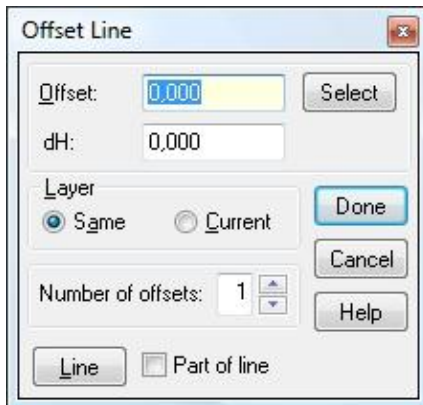 Offset Line
Offset: 0,000 Select
dH: 0,000
Layer
Same Current
Done
Cancel
Number of offsets: 1
Help
Line Part of line